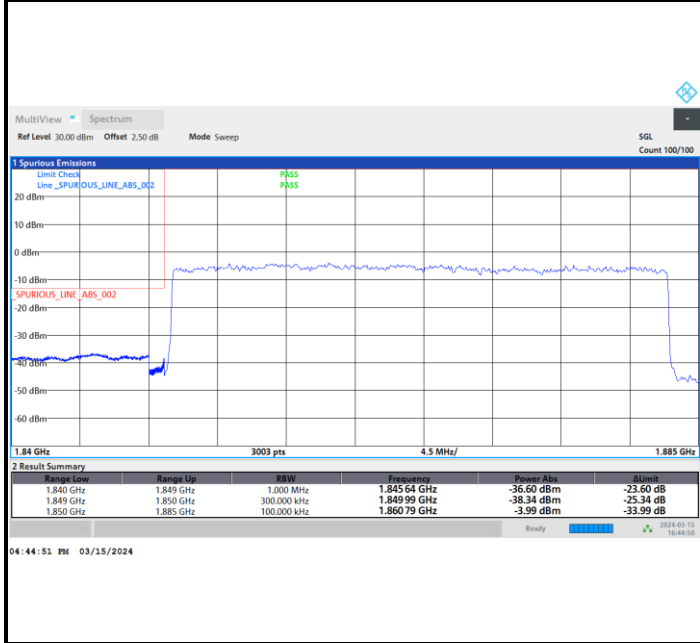 MultiView Spectrum
Ref Level 30.00 dBm Offset 2.50 dB Mode Sweep SGL
Count 100/100
1 Spurious Emissions
Limit Check PASS
Line _SPURIOUS_LINE_ABS_002 PASS
20 dBm
10 dBm
0 dBm
-10 dBm
_SPURIOUS_LINE_ABS_002
-20 dBm
-30 dBm
-40 dBm
-50 dBm
-60 dBm
1.84 GHz 3003 pts 4.5 MHz/ 1.885 GHz
2 Result Summary
Range Low Range Up RBW Frequency Power Abs ΔLimit
1.840 GHz 1.849 GHz 1.000 MHz 1.845 64 GHz -36.60 dBm -23.60 dB
1.849 GHz 1.850 GHz 300.000 kHz 1.849 99 GHz -38.34 dBm -25.34 dB
1.850 GHz 1.885 GHz 100.000 kHz 1.860 79 GHz -3.99 dBm -33.99 dB
Ready 2024-03-15
16:44:50
04:44:51 PM 03/15/2024